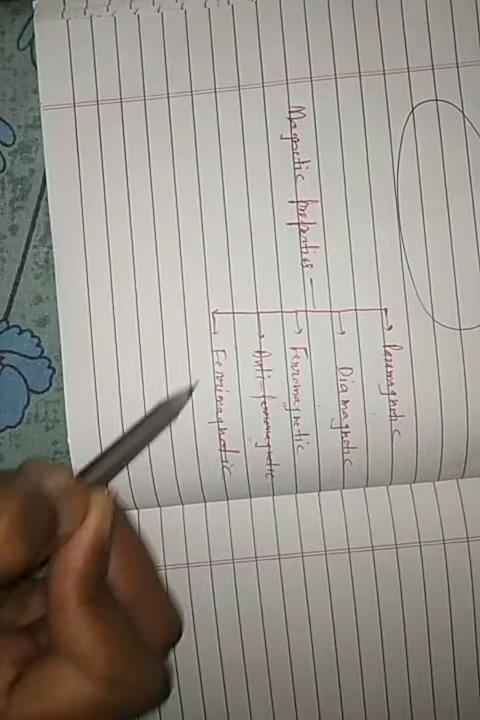 Magnetic properties –
→ Paramagnetic
→ Diamagnetic
→ Ferromagnetic
→ Anti-ferromagnetic
→ Ferrimagnetic